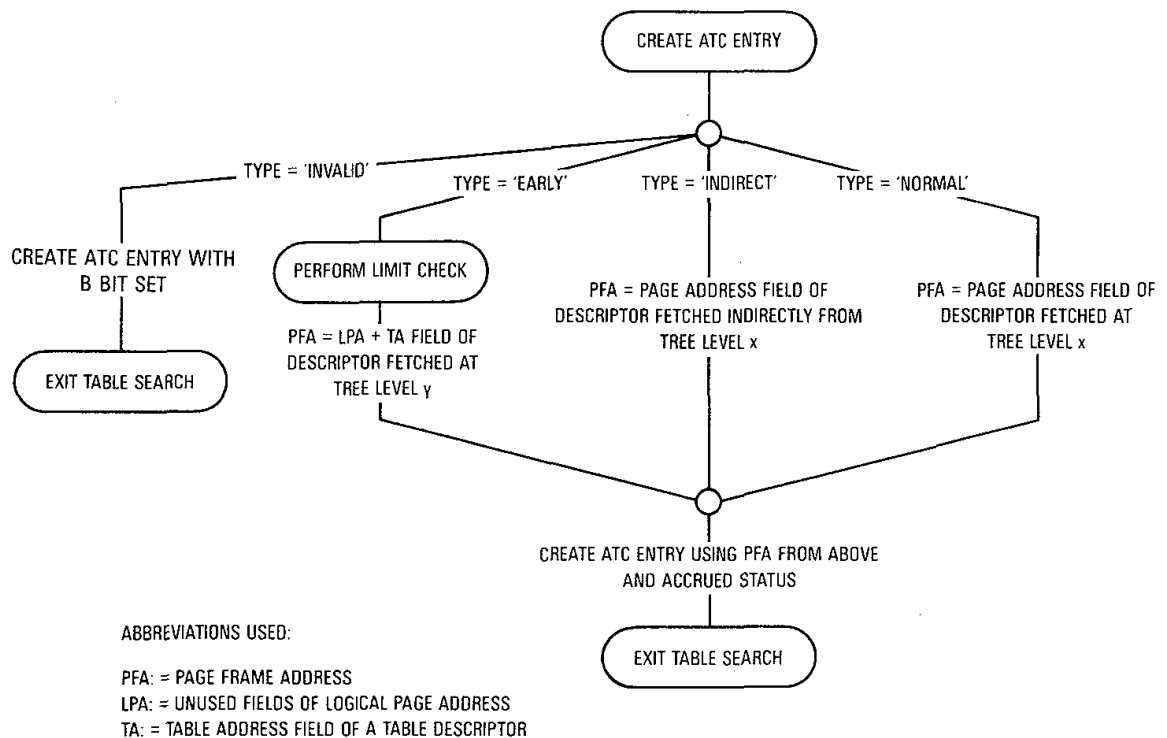 CREATE ATC ENTRY
TYPE = 'INVALID'
TYPE = 'EARLY'
TYPE = 'INDIRECT'
TYPE = 'NORMAL'
CREATE ATC ENTRY WITH
B BIT SET
PERFORM LIMIT CHECK
PFA = PAGE ADDRESS FIELD OF
DESCRIPTOR FETCHED INDIRECTLY FROM
TREE LEVEL x
PFA = PAGE ADDRESS FIELD OF
DESCRIPTOR FETCHED AT
TREE LEVEL x
PFA = LPA + TA FIELD OF
DESCRIPTOR FETCHED AT
TREE LEVEL y
EXIT TABLE SEARCH
CREATE ATC ENTRY USING PFA FROM ABOVE
AND ACCRUED STATUS
EXIT TABLE SEARCH
ABBREVIATIONS USED:
PFA: = PAGE FRAME ADDRESS
LPA: = UNUSED FIELDS OF LOGICAL PAGE ADDRESS
TA: = TABLE ADDRESS FIELD OF A TABLE DESCRIPTOR